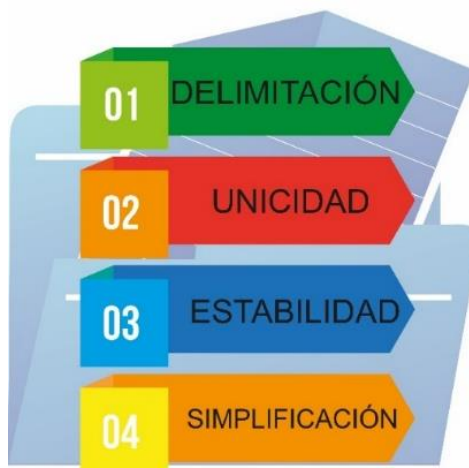 01 DELIMITACIÓN
02 UNICIDAD
03 ESTABILIDAD
04 SIMPLIFICACIÓN